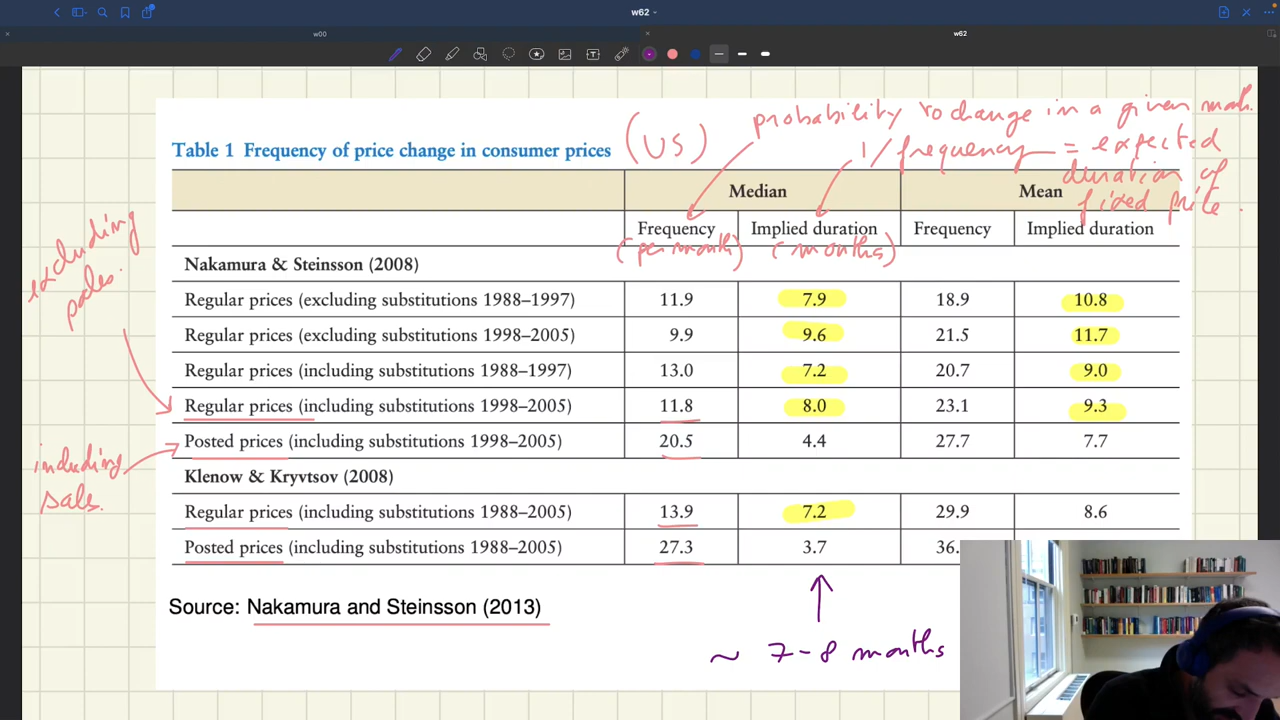 w62
w00
w62
probability to change in a given
Table 1 Frequency of price change in consumer prices (US) 1/frequency = expected
duration of
fixed price.
Median Mean
Frequency Implied duration Frequency Implied duration
(per month) (months)
excluding
sales.
Nakamura & Steinsson (2008)
Regular prices (excluding substitutions 1988–1997) 11.9 7.9 18.9 10.8
Regular prices (excluding substitutions 1998–2005) 9.9 9.6 21.5 11.7
Regular prices (including substitutions 1988–1997) 13.0 7.2 20.7 9.0
Regular prices (including substitutions 1998–2005) 11.8 8.0 23.1 9.3
Posted prices (including substitutions 1998–2005) 20.5 4.4 27.7 7.7
including
sales.
Klenow & Kryvtsov (2008)
Regular prices (including substitutions 1988–2005) 13.9 7.2 29.9 8.6
Posted prices (including substitutions 1988–2005) 27.3 3.7 36.
Source: Nakamura and Steinsson (2013)
~ 7-8 months